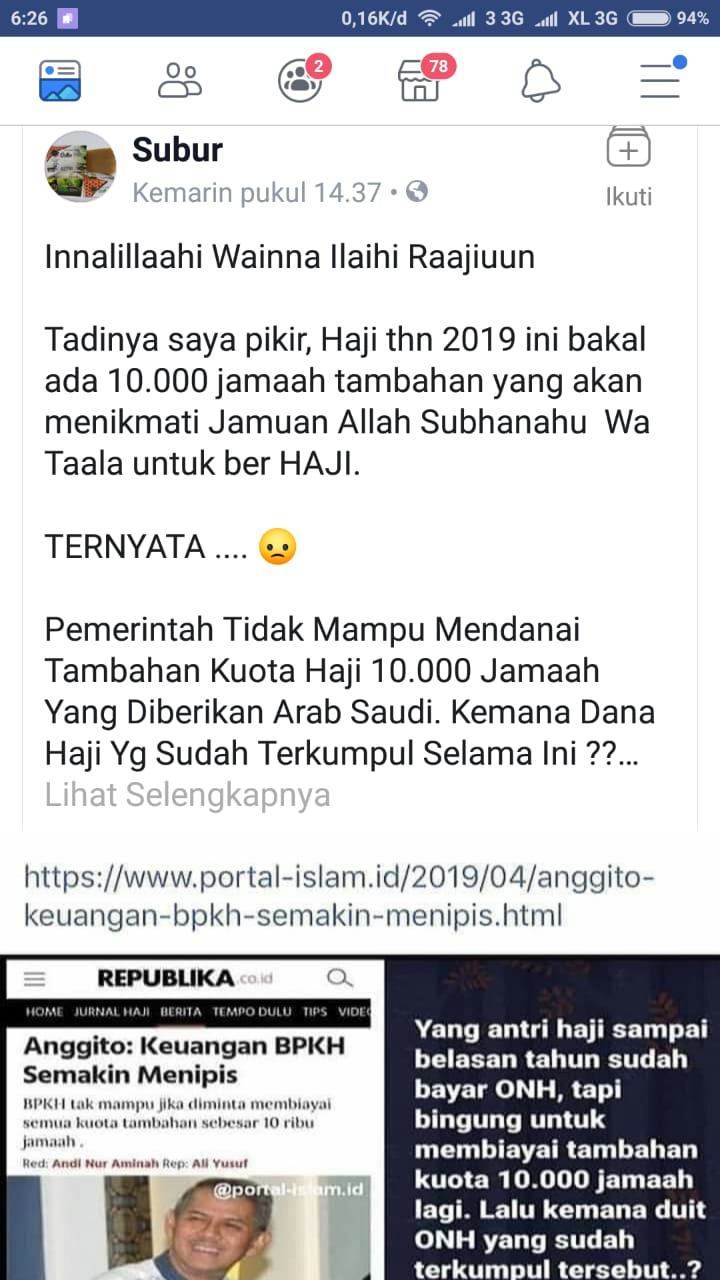 6:26 0,16K/d 3 3G XL 3G 94%
2 78
Subur
Kemarin pukul 14.37 •
Ikuti
Innalillaahi Wainna Ilaihi Raajiuun
Tadinya saya pikir, Haji thn 2019 ini bakal
ada 10.000 jamaah tambahan yang akan
menikmati Jamuan Allah Subhanahu Wa
Taala untuk ber HAJI.
TERNYATA .... 🙁
Pemerintah Tidak Mampu Mendanai
Tambahan Kuota Haji 10.000 Jamaah
Yang Diberikan Arab Saudi. Kemana Dana
Haji Yg Sudah Terkumpul Selama Ini ??...
Lihat Selengkapnya
https://www.portal-islam.id/2019/04/anggito-
keuangan-bpkh-semakin-menipis.html
REPUBLIKA.co.id
HOME JURNAL HAJI BERITA TEMPO DULU TIPS VIDEO
Anggito: Keuangan BPKH
Semakin Menipis
BPKH tak mampu jika diminta membiayai
semua kuota tambahan sebesar 10 ribu
jamaah .
Red: Andi Nur Aminah Rep: Ali Yusuf
@portal-islam.id
Yang antri haji sampai
belasan tahun sudah
bayar ONH, tapi
bingung untuk
membiayai tambahan
kuota 10.000 jamaah
lagi. Lalu kemana duit
ONH yang sudah
terkumpul tersebut..?